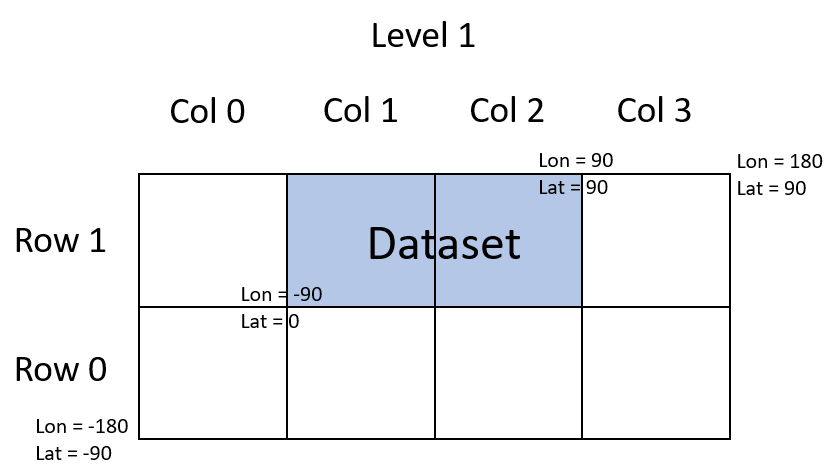 Level 1
Col 0 Col 1 Col 2 Col 3
Lon = 90
Lat = 90
Lon = 180
Lat = 90
Row 1
Dataset
Lon = -90
Lat = 0
Row 0
Lon = -180
Lat = -90